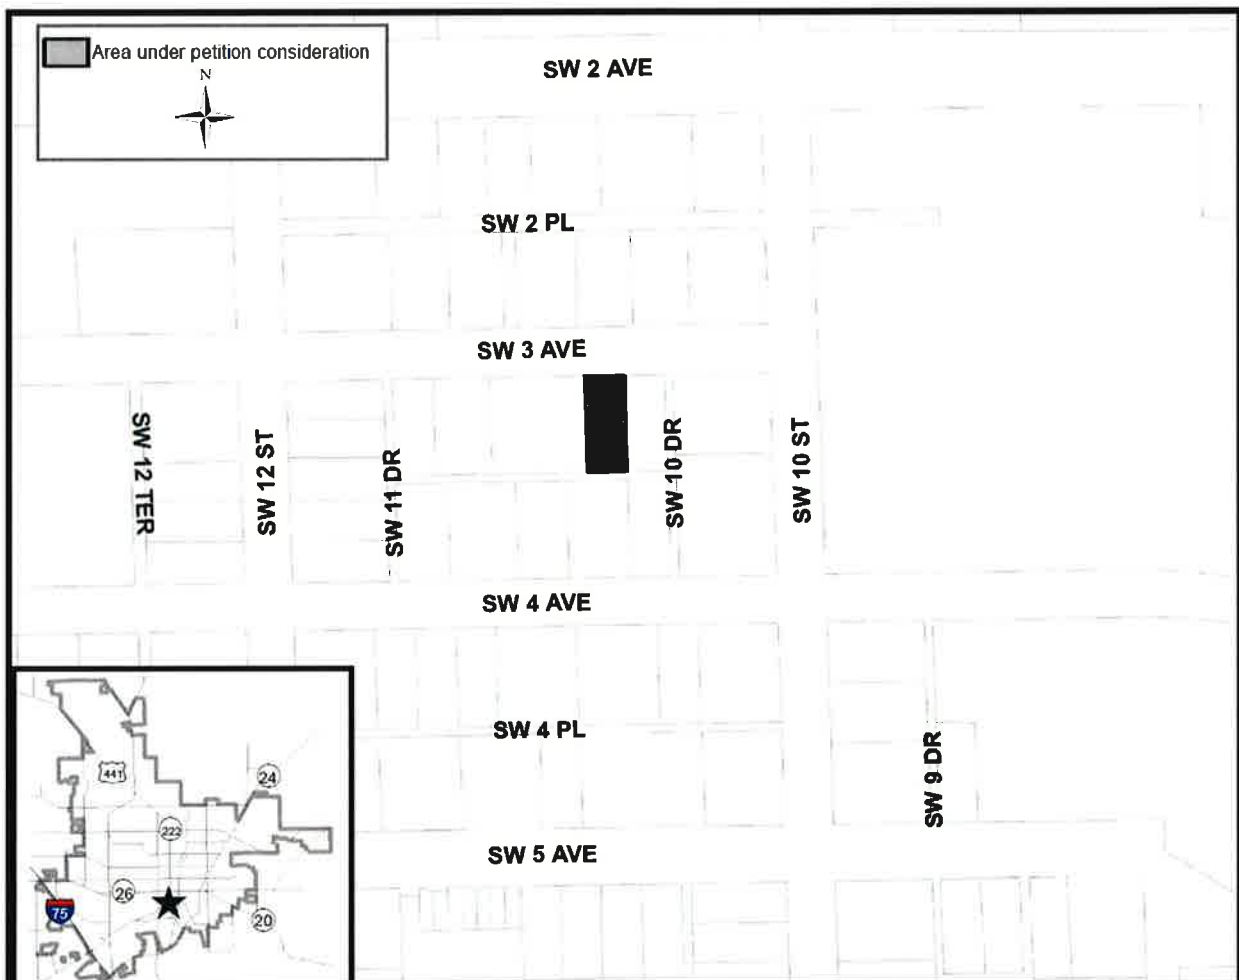 Area under petition consideration
N
SW 2 AVE
SW 2 PL
SW 3 AVE
SW 12 TER
SW 12 ST
SW 11 DR
SW 10 DR
SW 10 ST
SW 4 AVE
SW 4 PL
SW 9 DR
SW 5 AVE
441
24
222
26
75
20